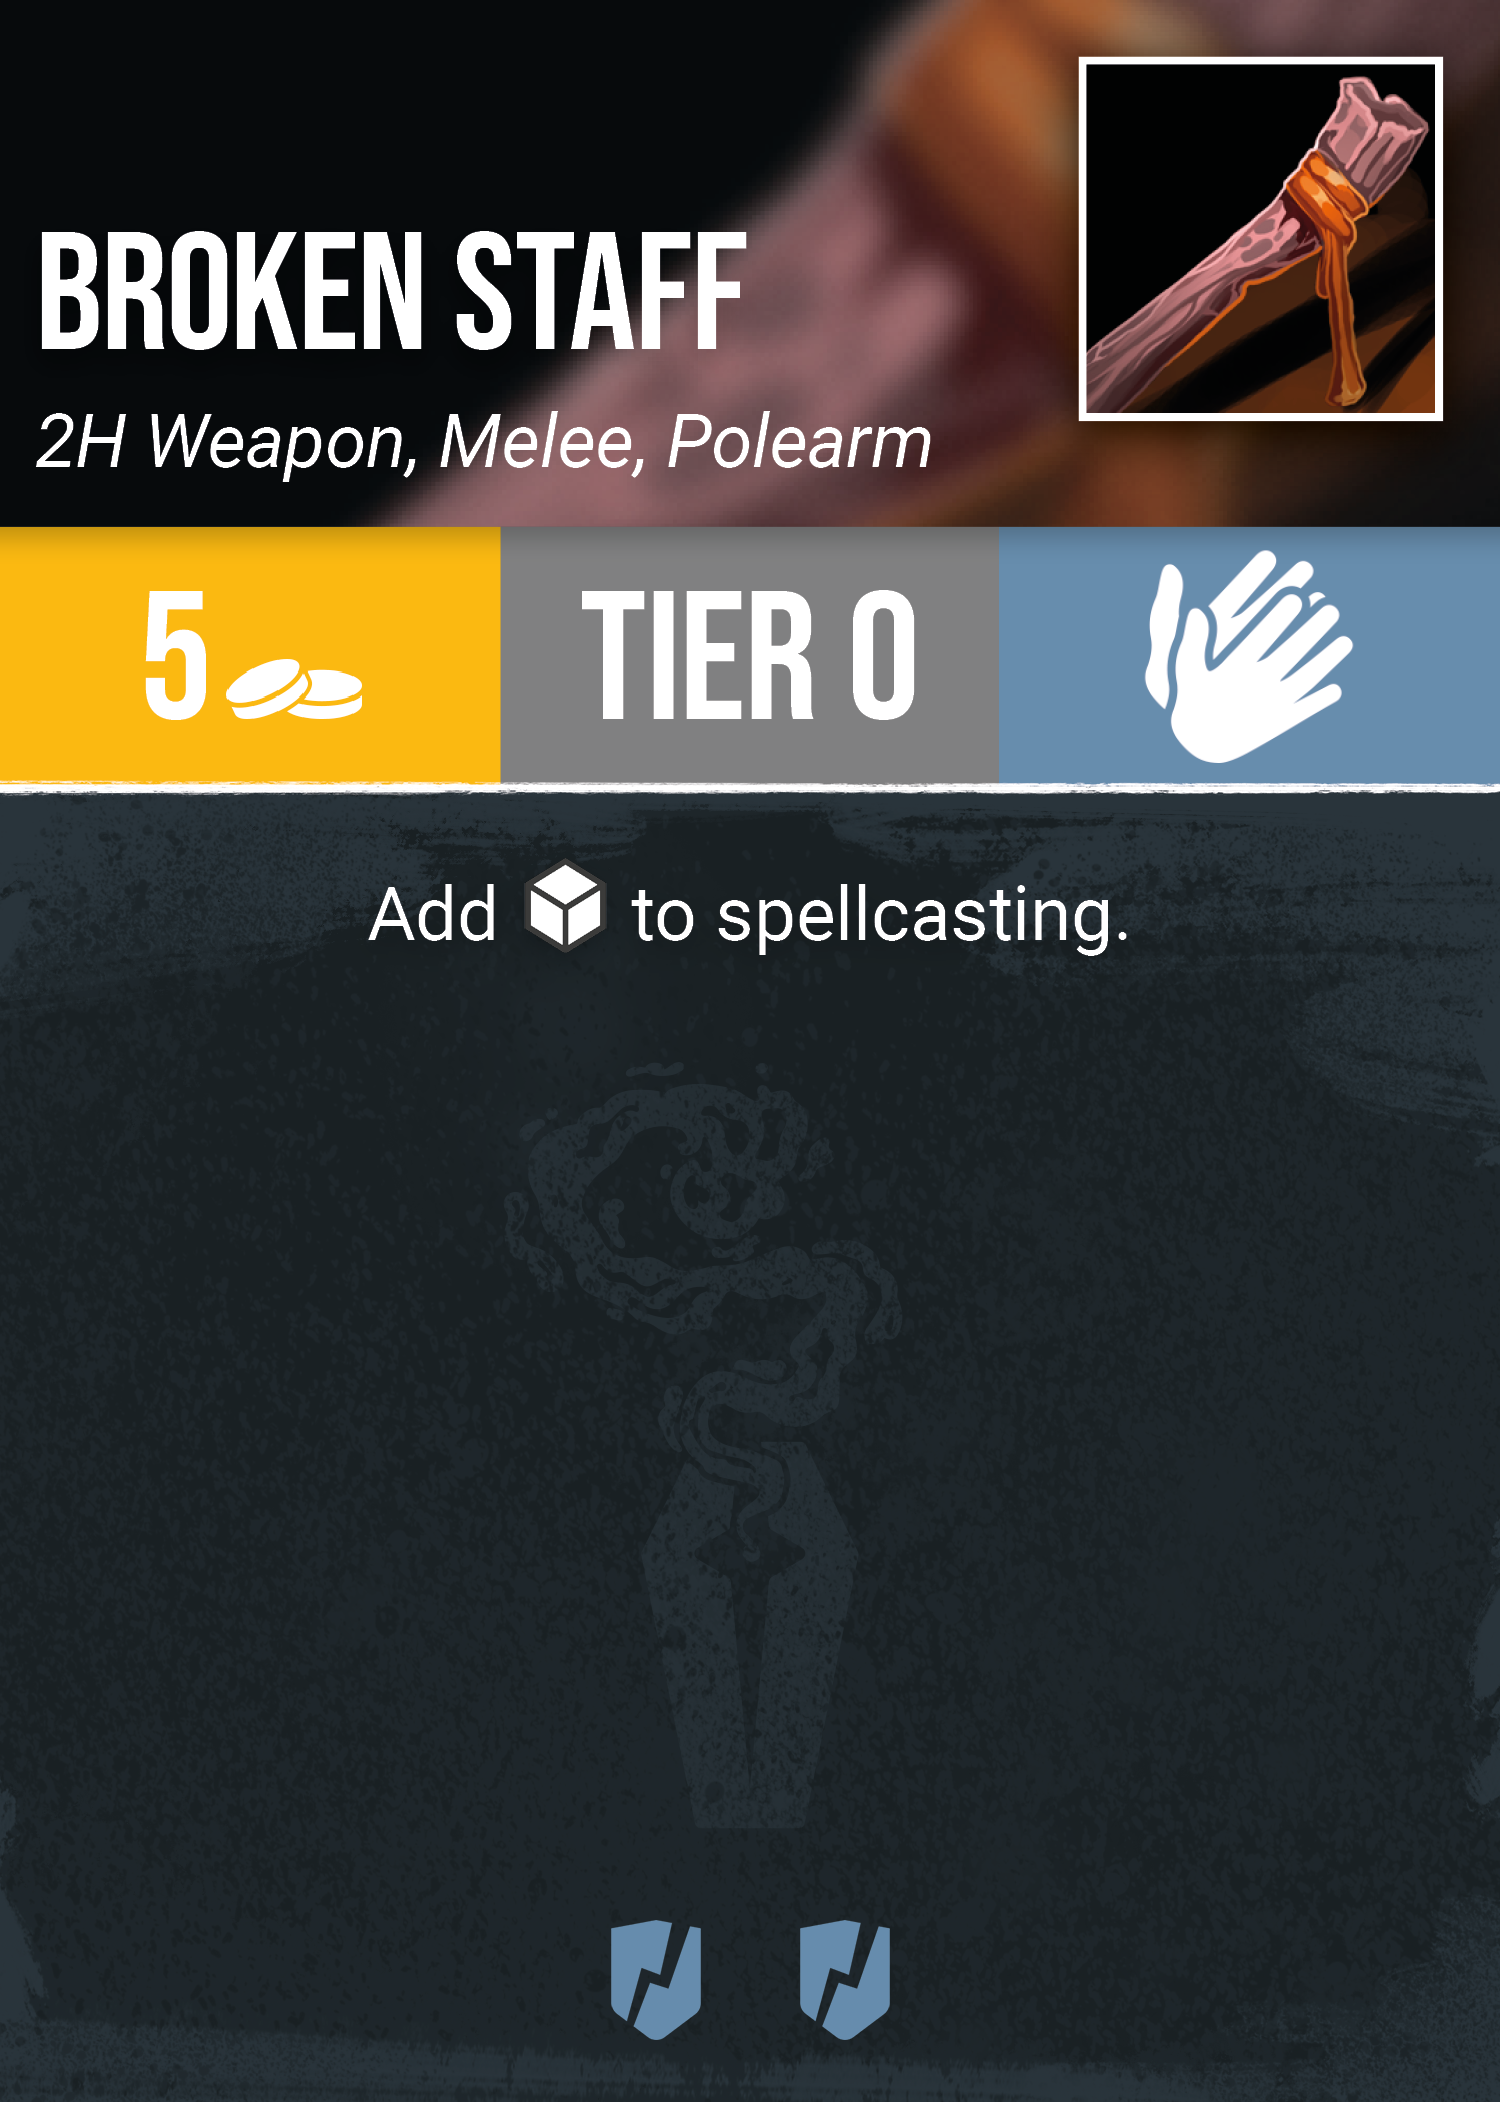 BROKEN STAFF
2H Weapon, Melee, Polearm
5
TIER 0
Add to spellcasting.